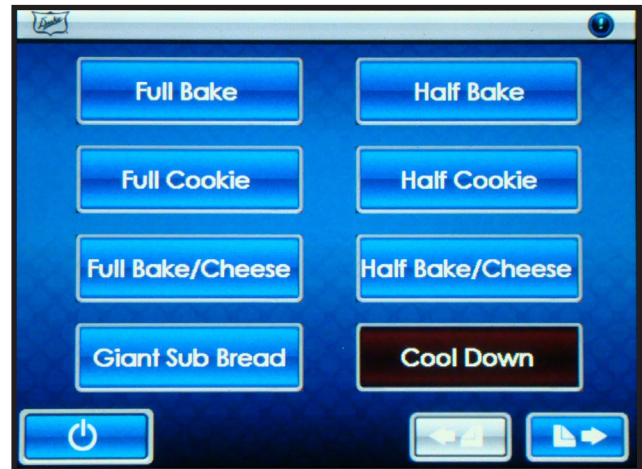 Full Bake
Half Bake
Full Cookie
Half Cookie
Full Bake/Cheese
Half Bake/Cheese
Giant Sub Bread
Cool Down